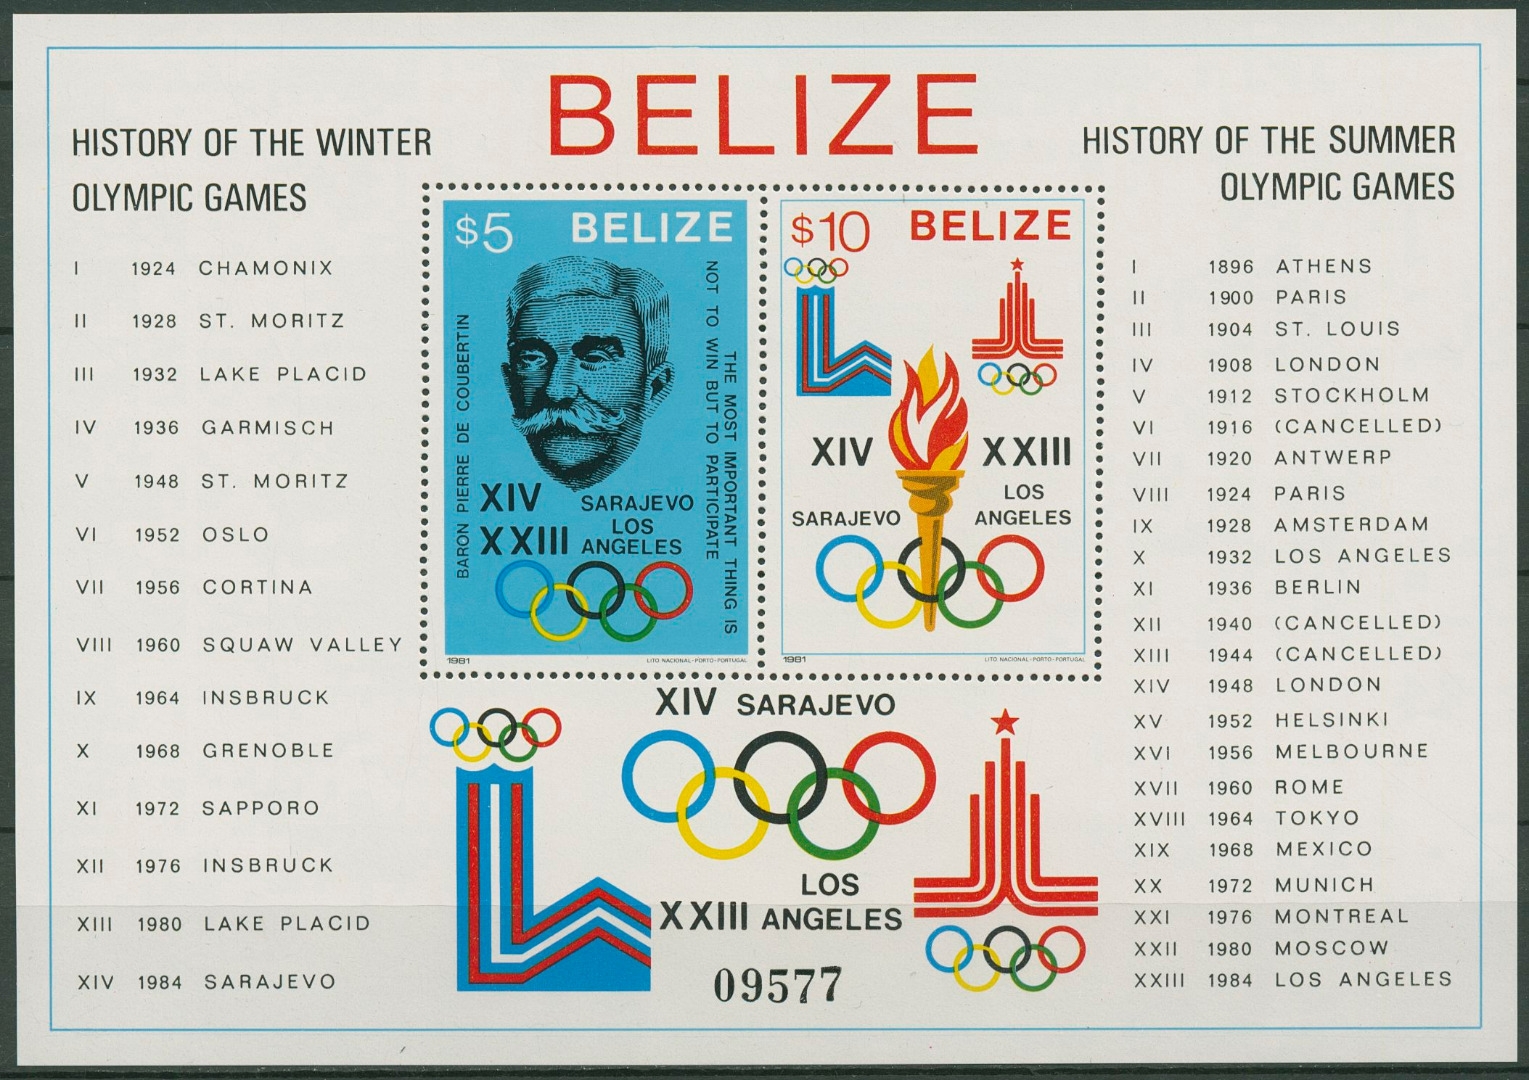 BELIZE
HISTORY OF THE WINTER
OLYMPIC GAMES
I 1924 CHAMONIX
II 1928 ST. MORITZ
III 1932 LAKE PLACID
IV 1936 GARMISCH
V 1948 ST. MORITZ
VI 1952 OSLO
VII 1956 CORTINA
VIII 1960 SQUAW VALLEY
IX 1964 INSBRUCK
X 1968 GRENOBLE
XI 1972 SAPPORO
XII 1976 INSBRUCK
XIII 1980 LAKE PLACID
XIV 1984 SARAJEVO
$5 BELIZE
BARON PIERRE DE COUBERTIN
THE MOST IMPORTANT THING IS
NOT TO WIN BUT TO PARTICIPATE
XIV SARAJEVO
XXIII LOS
ANGELES
1981 LITO NACIONAL-PORTO-PORTUGAL
$10 BELIZE
XIV XXIII
SARAJEVO LOS
ANGELES
1981 LITO NACIONAL-PORTO-PORTUGAL
XIV SARAJEVO
XXIII LOS
ANGELES
09577
HISTORY OF THE SUMMER
OLYMPIC GAMES
I 1896 ATHENS
II 1900 PARIS
III 1904 ST. LOUIS
IV 1908 LONDON
V 1912 STOCKHOLM
VI 1916 (CANCELLED)
VII 1920 ANTWERP
VIII 1924 PARIS
IX 1928 AMSTERDAM
X 1932 LOS ANGELES
XI 1936 BERLIN
XII 1940 (CANCELLED)
XIII 1944 (CANCELLED)
XIV 1948 LONDON
XV 1952 HELSINKI
XVI 1956 MELBOURNE
XVII 1960 ROME
XVIII 1964 TOKYO
XIX 1968 MEXICO
XX 1972 MUNICH
XXI 1976 MONTREAL
XXII 1980 MOSCOW
XXIII 1984 LOS ANGELES